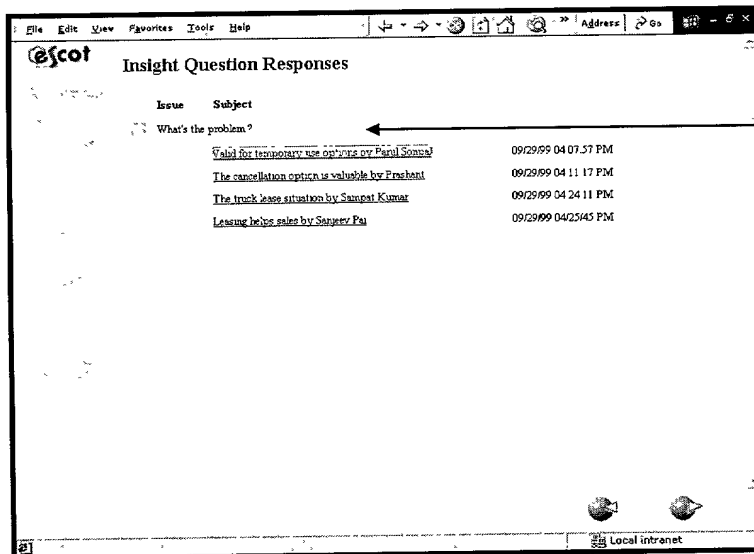 File Edit View Favorites Tools Help » Address Go
escot
Insight Question Responses
Issue Subject
What's the problem?
Valid for temporary use options by Parul Sonpal 09/29/99 04 07.57 PM
The cancellation option is valuable by Prashant 09/29/99 04 11 17 PM
The truck lease situation by Sampat Kumar 09/29/99 04 24 11 PM
Leasing helps sales by Sanjeev Pai 09/29/99 04/25/45 PM
Local intranet